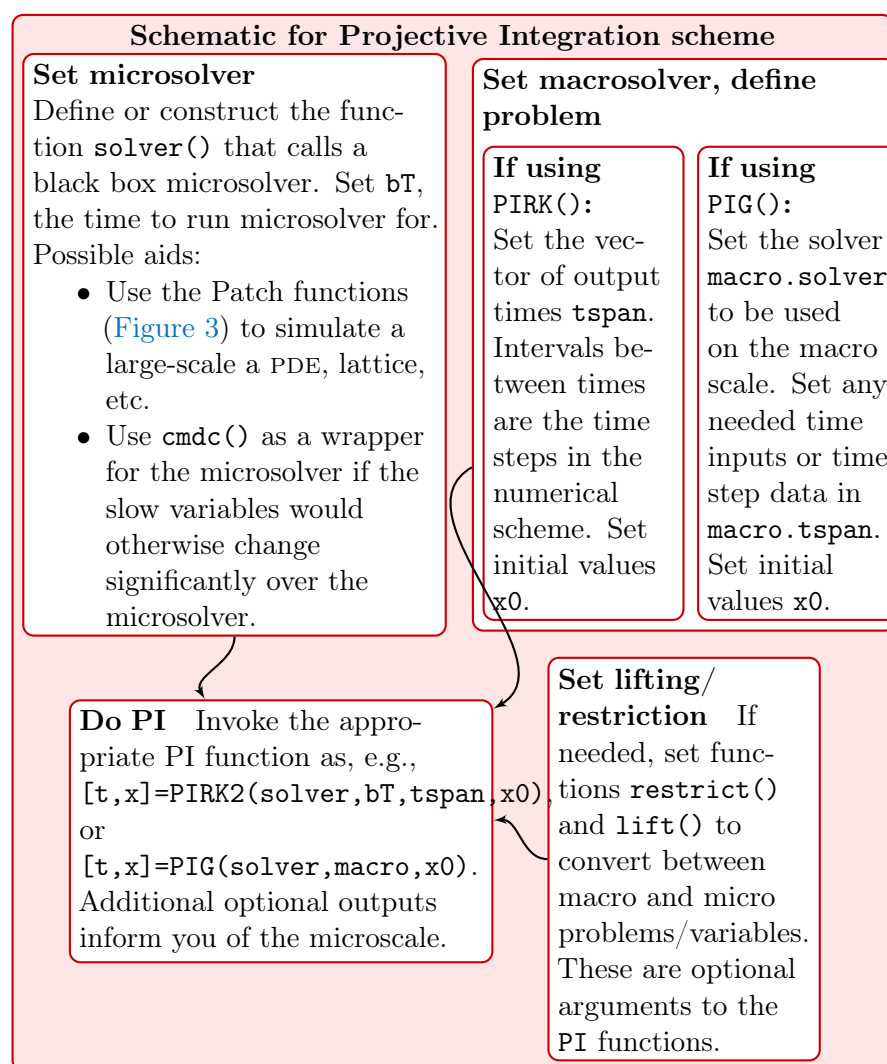 Schematic for Projective Integration scheme
Set microsolver
Define or construct the func-
tion solver() that calls a
black box microsolver. Set bT,
the time to run microsolver for.
Possible aids:
• Use the Patch functions
(Figure 3) to simulate a
large-scale a PDE, lattice,
etc.
• Use cmdc() as a wrapper
for the microsolver if the
slow variables would
otherwise change
significantly over the
microsolver.
Set macrosolver, define
problem
If using
PIRK():
Set the vec-
tor of output
times tspan.
Intervals be-
tween times
are the time
steps in the
numerical
scheme. Set
initial values
x0.
If using
PIG():
Set the solver
macro.solver
to be used
on the macro
scale. Set any
needed time
inputs or time
step data in
macro.tspan.
Set initial
values x0.
Do PI Invoke the appro-
priate PI function as, e.g.,
[t,x]=PIRK2(solver,bT,tspan,x0),
or
[t,x]=PIG(solver,macro,x0).
Additional optional outputs
inform you of the microscale.
Set lifting/
restriction If
needed, set func-
tions restrict()
and lift() to
convert between
macro and micro
problems/variables.
These are optional
arguments to the
PI functions.